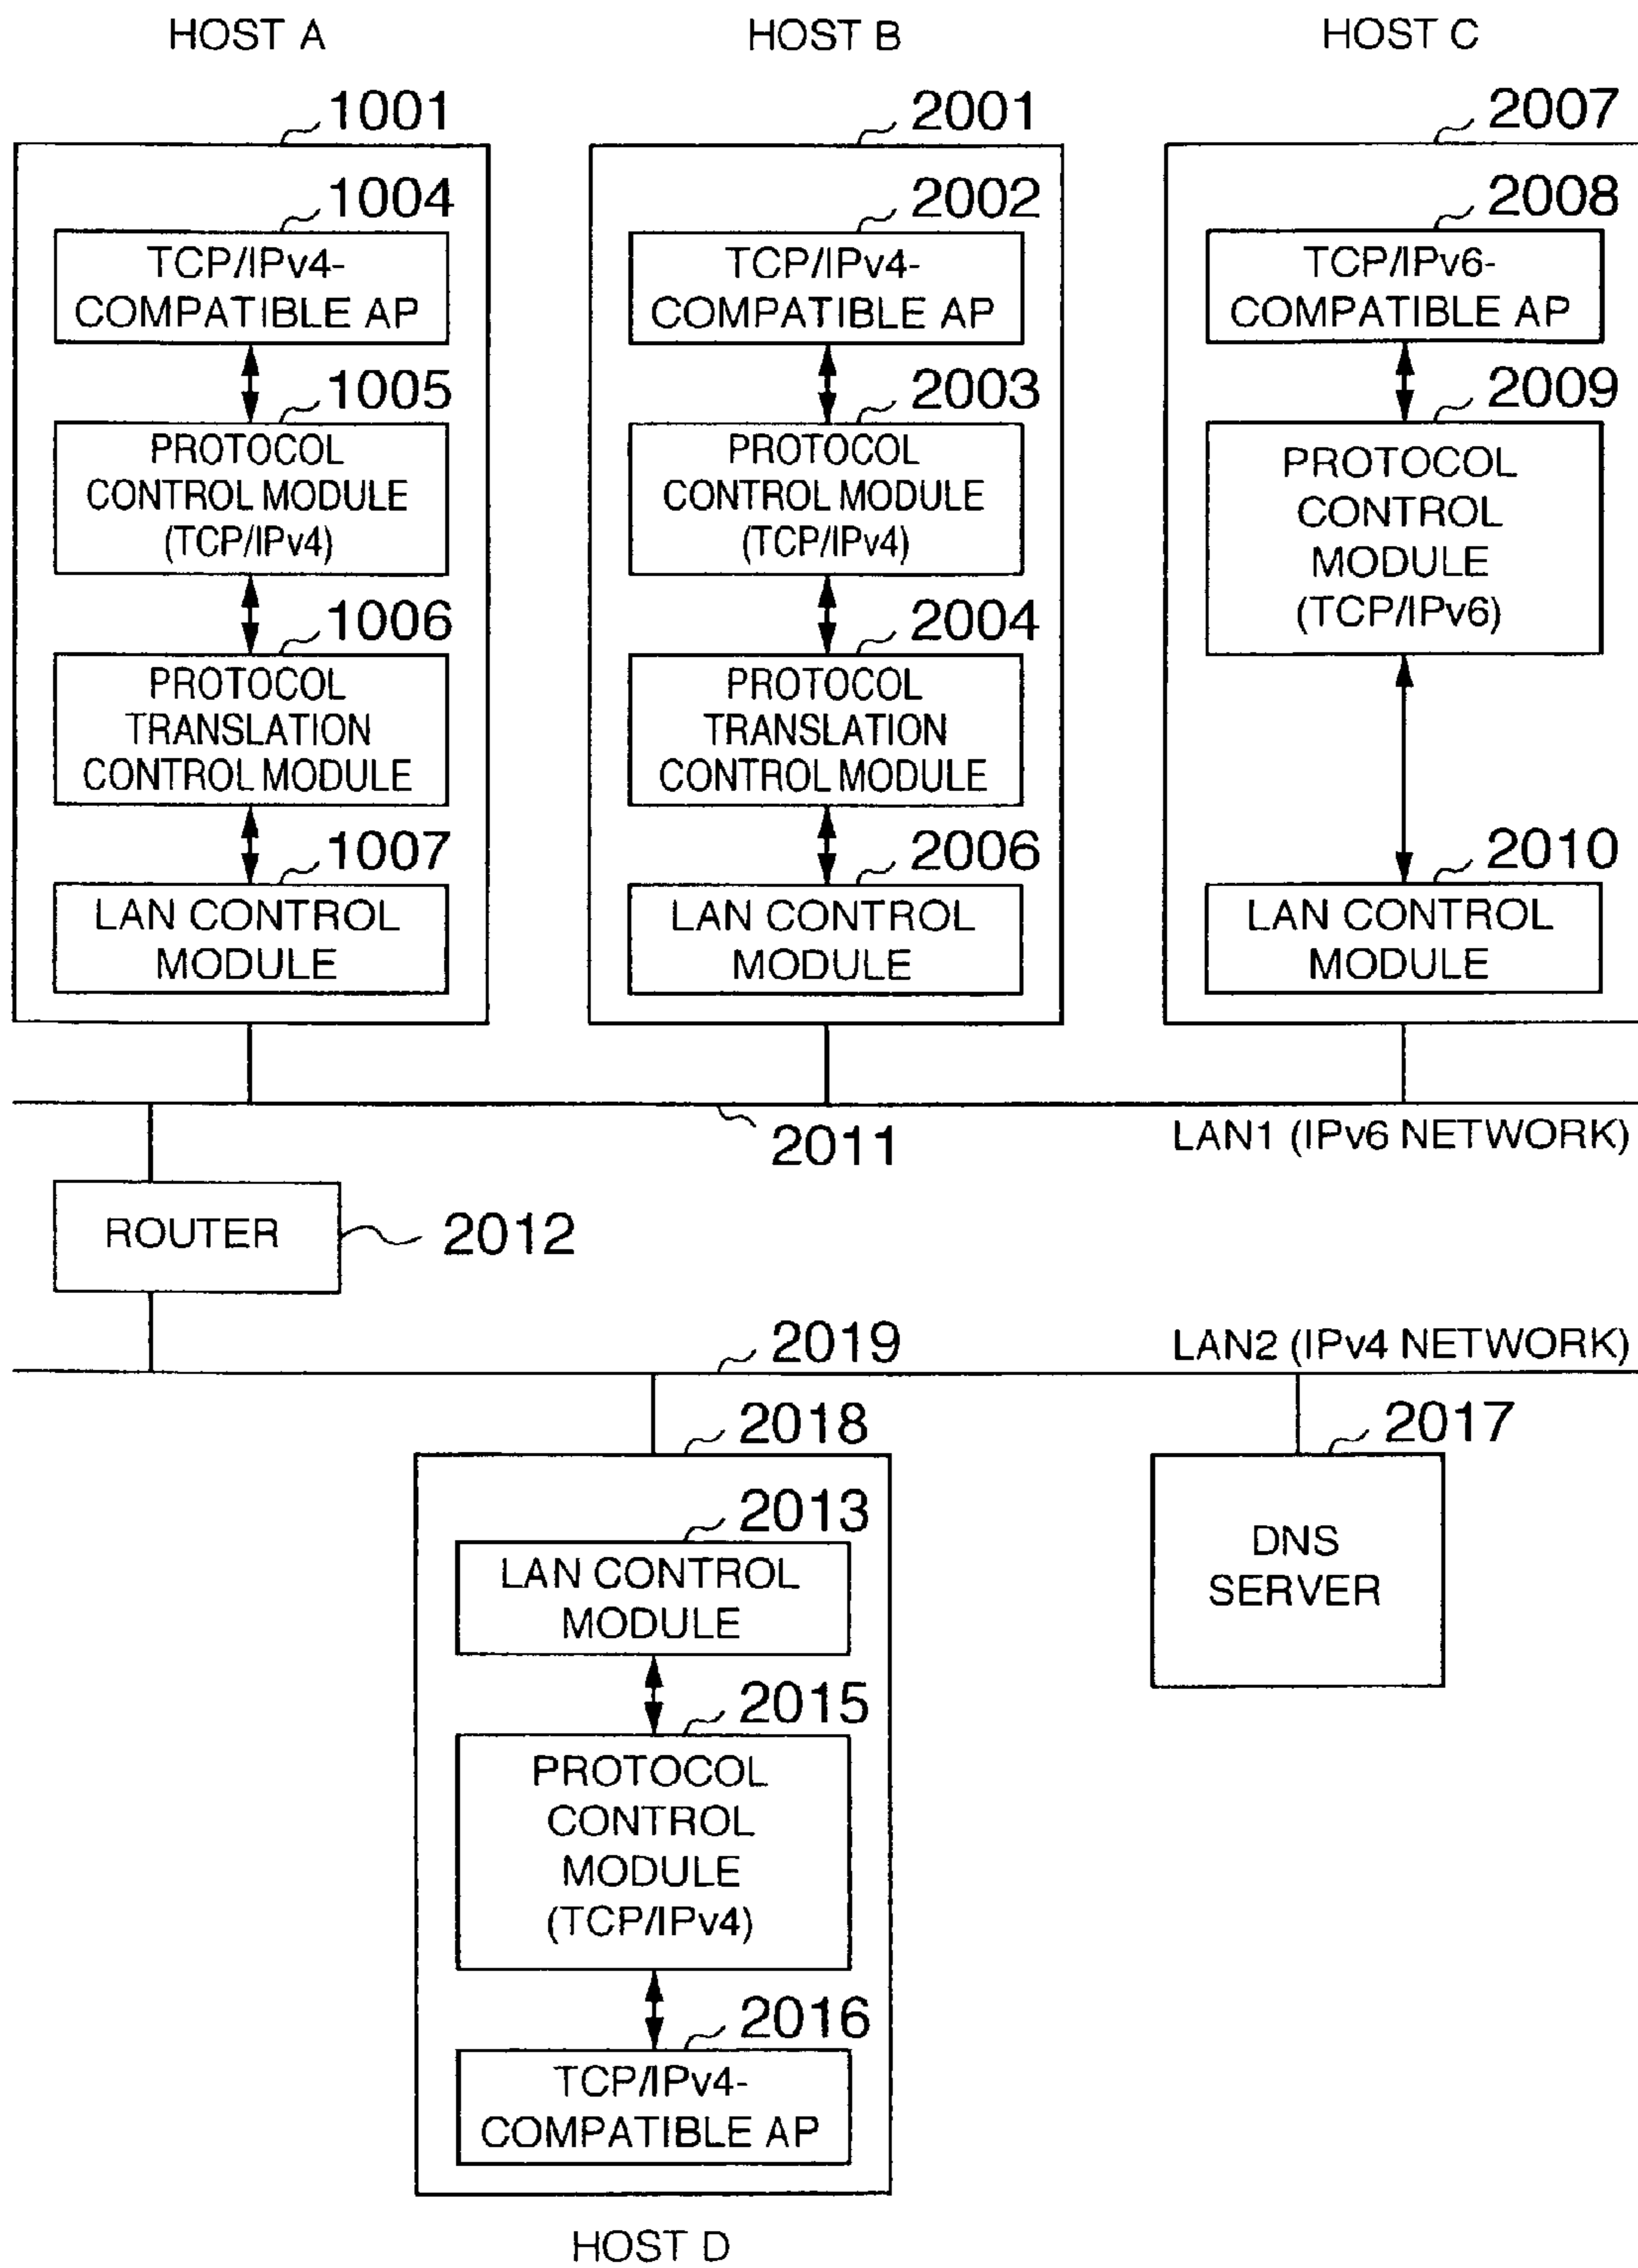 HOST A
HOST B
HOST C
1001
2001
2007
1004
2002
2008
TCP/IPv4-
COMPATIBLE AP
TCP/IPv4-
COMPATIBLE AP
TCP/IPv6-
COMPATIBLE AP
1005
2003
2009
PROTOCOL
CONTROL MODULE
(TCP/IPv4)
PROTOCOL
CONTROL MODULE
(TCP/IPv4)
PROTOCOL
CONTROL
MODULE
(TCP/IPv6)
1006
2004
PROTOCOL
TRANSLATION
CONTROL MODULE
PROTOCOL
TRANSLATION
CONTROL MODULE
1007
2006
2010
LAN CONTROL
MODULE
LAN CONTROL
MODULE
LAN CONTROL
MODULE
2011
LAN1 (IPv6 NETWORK)
ROUTER
2012
2019
LAN2 (IPv4 NETWORK)
2018
2017
2013
LAN CONTROL
MODULE
DNS
SERVER
2015
PROTOCOL
CONTROL
MODULE
(TCP/IPv4)
2016
TCP/IPv4-
COMPATIBLE AP
HOST D